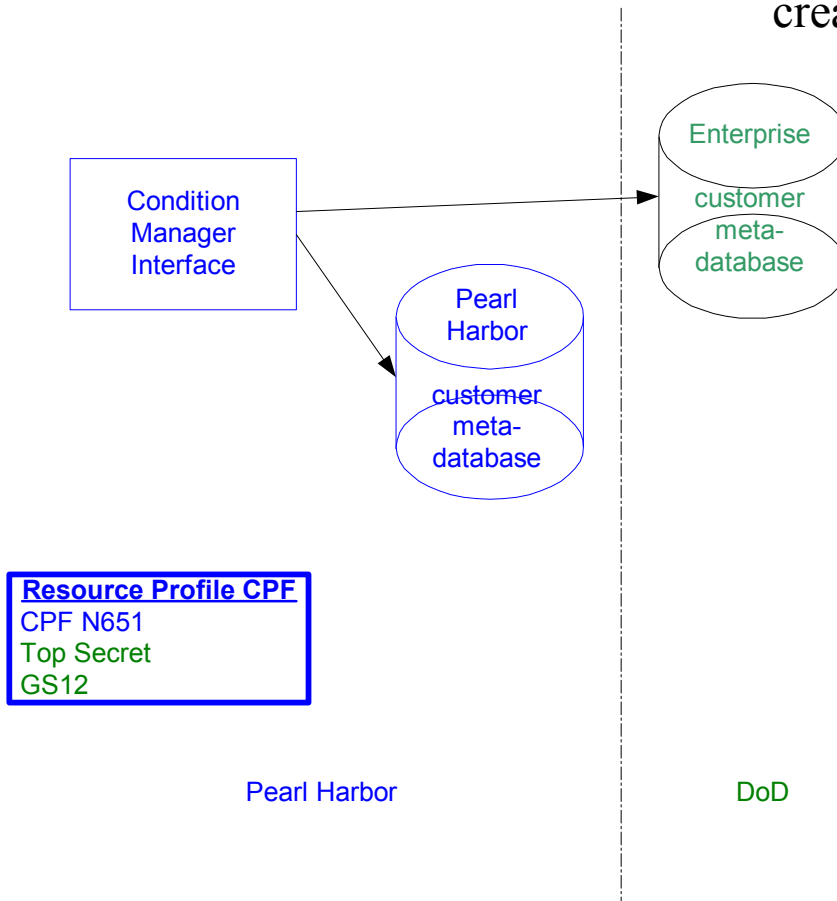 Enterprise
customer
meta-
database
Condition
Manager
Interface
Pearl
Harbor
customer
meta-
database
Resource Profile CPF
CPF N651
Top Secret
GS12
Pearl Harbor
DoD